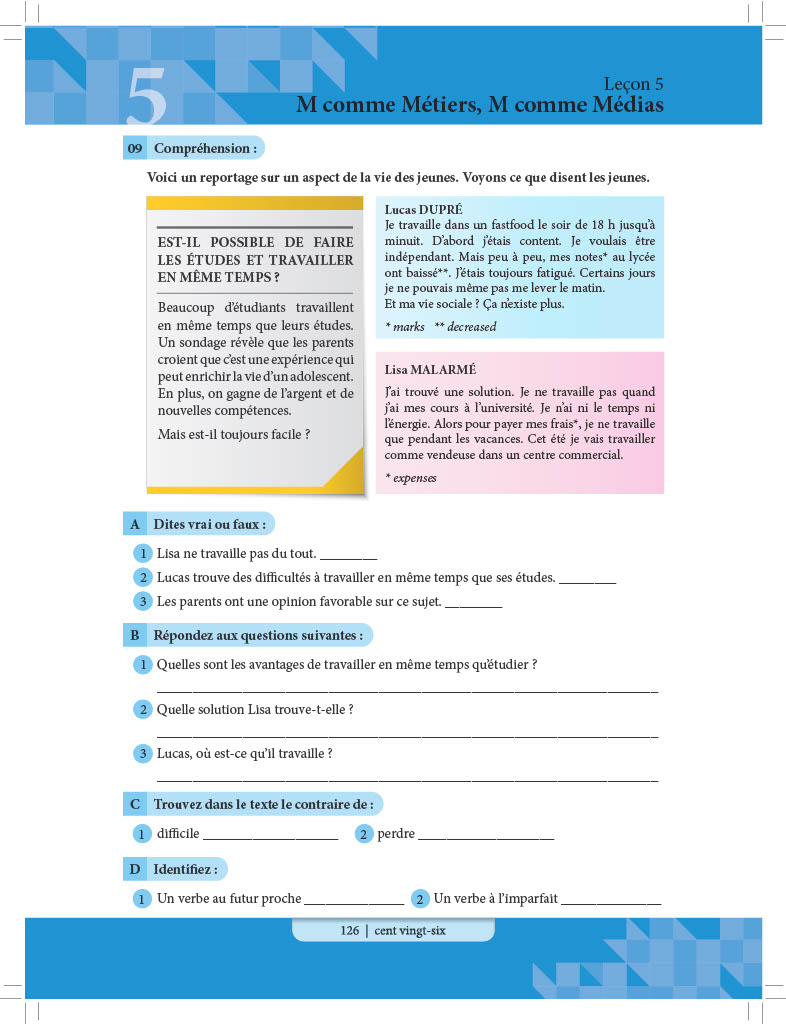 5
Leçon 5
M comme Métiers, M comme Médias
09 Compréhension :
Voici un reportage sur un aspect de la vie des jeunes. Voyons ce que disent les jeunes.
EST-IL POSSIBLE DE FAIRE
LES ÉTUDES ET TRAVAILLER
EN MÊME TEMPS ?
Beaucoup d'étudiants travaillent
en même temps que leurs études.
Un sondage révèle que les parents
croient que c'est une expérience qui
peut enrichir la vie d'un adolescent.
En plus, on gagne de l'argent et de
nouvelles compétences.
Mais est-il toujours facile ?
Lucas DUPRÉ
Je travaille dans un fastfood le soir de 18 h jusqu'à
minuit. D'abord j'étais content. Je voulais être
indépendant. Mais peu à peu, mes notes* au lycée
ont baissé**. J'étais toujours fatigué. Certains jours
je ne pouvais même pas me lever le matin.
Et ma vie sociale ? Ça n'existe plus.
* marks ** decreased
Lisa MALARMÉ
J'ai trouvé une solution. Je ne travaille pas quand
j'ai mes cours à l'université. Je n'ai ni le temps ni
l'énergie. Alors pour payer mes frais*, je ne travaille
que pendant les vacances. Cet été je vais travailler
comme vendeuse dans un centre commercial.
* expenses
A Dites vrai ou faux :
1 Lisa ne travaille pas du tout. ________
2 Lucas trouve des difficultés à travailler en même temps que ses études. ________
3 Les parents ont une opinion favorable sur ce sujet. ________
B Répondez aux questions suivantes :
1 Quelles sont les avantages de travailler en même temps qu'étudier ?
2 Quelle solution Lisa trouve-t-elle ?
3 Lucas, où est-ce qu'il travaille ?
C Trouvez dans le texte le contraire de :
1 difficile ____________________ 2 perdre ____________________
D Identifiez :
1 Un verbe au futur proche _______________ 2 Un verbe à l'imparfait _______________
126 | cent vingt-six